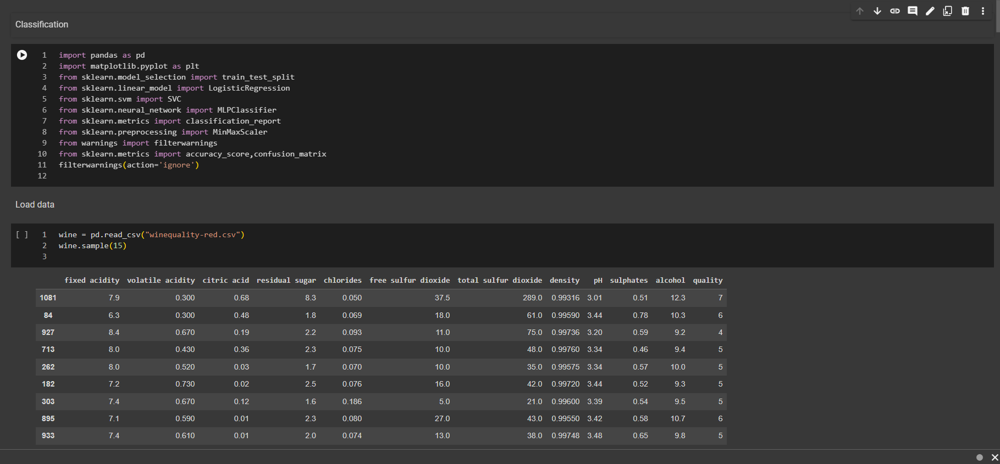 Classification
1 import pandas as pd
2 import matplotlib.pyplot as plt
3 from sklearn.model_selection import train_test_split
4 from sklearn.linear_model import LogisticRegression
5 from sklearn.svm import SVC
6 from sklearn.neural_network import MLPClassifier
7 from sklearn.metrics import classification_report
8 from sklearn.preprocessing import MinMaxScaler
9 from warnings import filterwarnings
10 from sklearn.metrics import accuracy_score,confusion_matrix
11 filterwarnings(action='ignore')
12
Load data
[ ] 1 wine = pd.read_csv("winequality-red.csv")
2 wine.sample(15)
3
fixed acidity volatile acidity citric acid residual sugar chlorides free sulfur dioxide total sulfur dioxide density pH sulphates alcohol quality
1081 7.9 0.300 0.68 8.3 0.050 37.5 289.0 0.99316 3.01 0.51 12.3 7
84 6.3 0.300 0.48 1.8 0.069 18.0 61.0 0.99590 3.44 0.78 10.3 6
927 8.4 0.670 0.19 2.2 0.093 11.0 75.0 0.99736 3.20 0.59 9.2 4
713 8.0 0.430 0.36 2.3 0.075 10.0 48.0 0.99760 3.34 0.46 9.4 5
262 8.0 0.520 0.03 1.7 0.070 10.0 35.0 0.99575 3.34 0.57 10.0 5
182 7.2 0.730 0.02 2.5 0.076 16.0 42.0 0.99720 3.44 0.52 9.3 5
303 7.4 0.670 0.12 1.6 0.186 5.0 21.0 0.99600 3.39 0.54 9.5 5
895 7.1 0.590 0.01 2.3 0.080 27.0 43.0 0.99550 3.42 0.58 10.7 6
933 7.4 0.610 0.01 2.0 0.074 13.0 38.0 0.99748 3.48 0.65 9.8 5